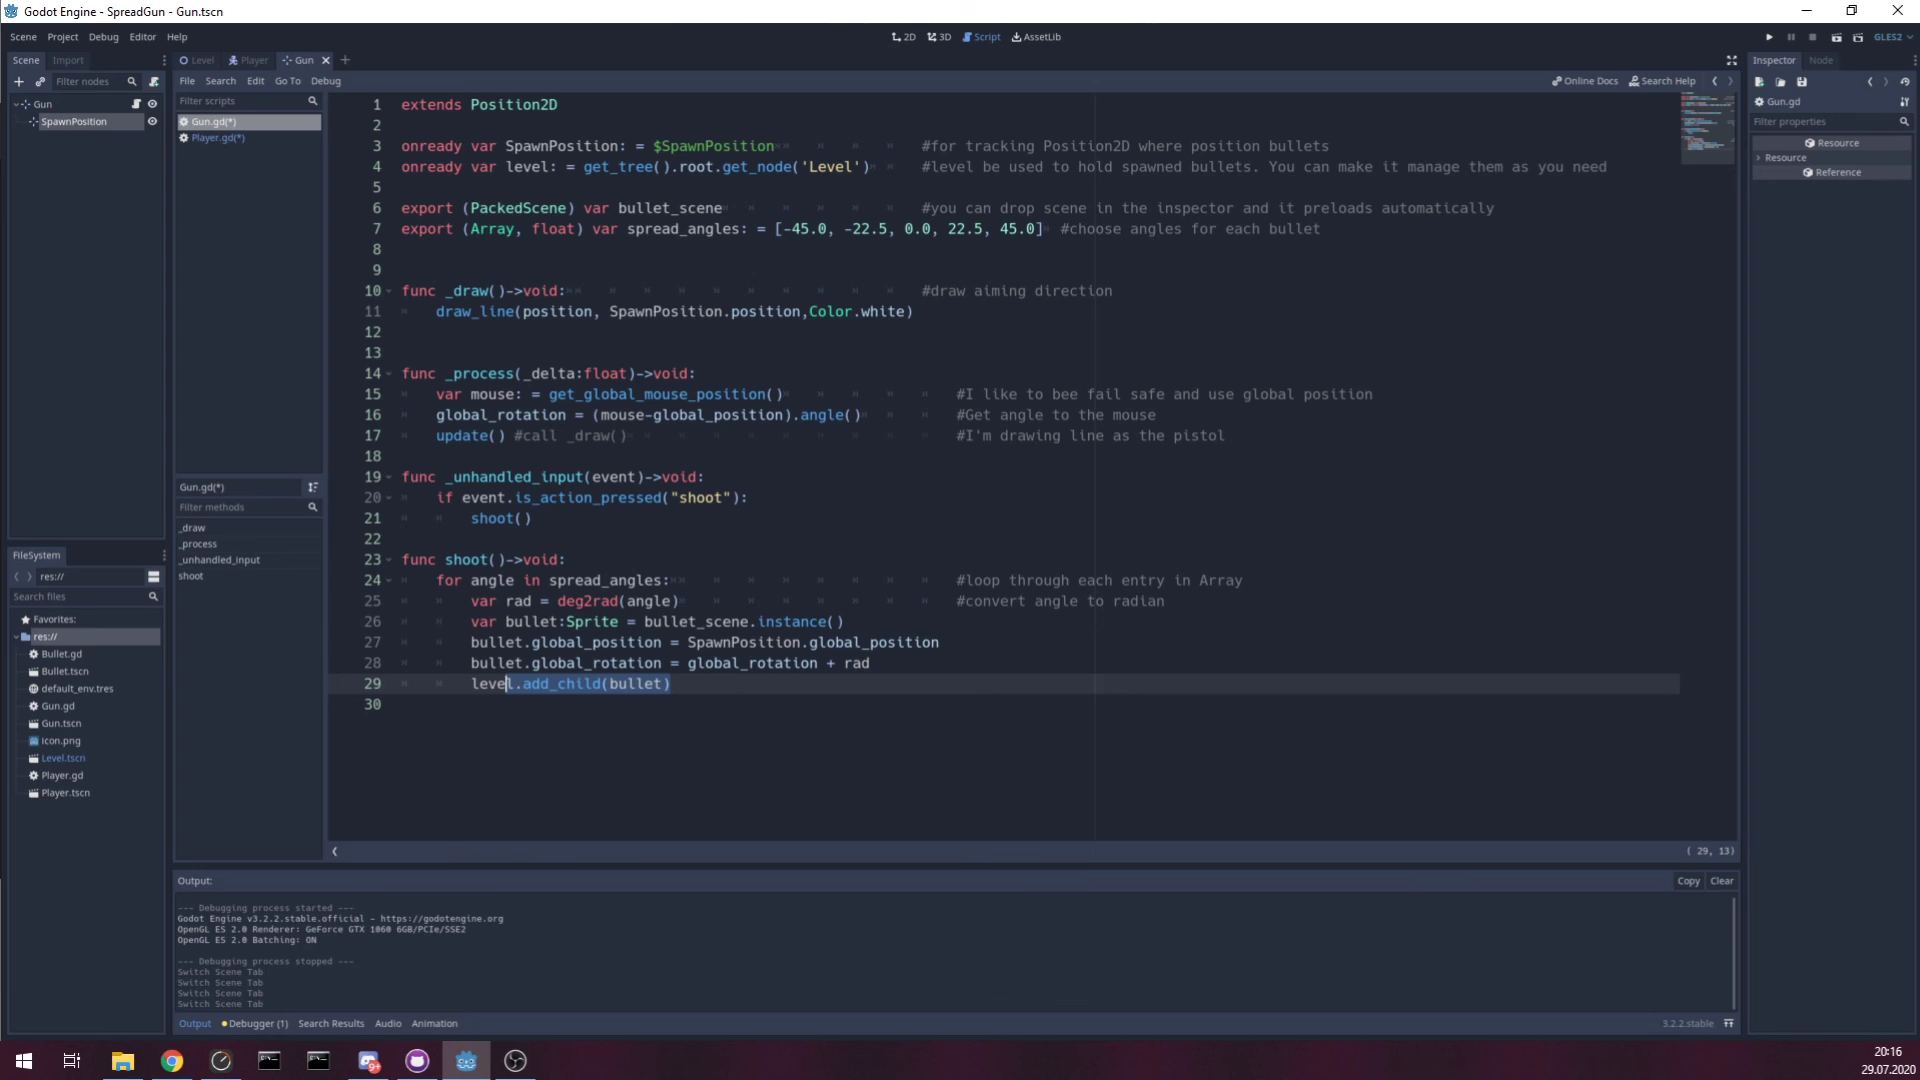 Godot Engine - SpreadGun - Gun.tscn
Scene Project Debug Editor Help
2D 3D Script AssetLib
GLES2
Scene Import
Level Player Gun
Inspector Node
Filter nodes
File Search Edit Go To Debug
Online Docs Search Help
Gun
SpawnPosition
Filter scripts
Gun.gd(*)
Player.gd(*)
Gun.gd
Filter properties
Resource
Resource
Reference
1 extends Position2D
2
3 onready var SpawnPosition: = $SpawnPosition #for tracking Position2D where position bullets
4 onready var level: = get_tree().root.get_node('Level') #level be used to hold spawned bullets. You can make it manage them as you need
5
6 export (PackedScene) var bullet_scene #you can drop scene in the inspector and it preloads automatically
7 export (Array, float) var spread_angles: = [-45.0, -22.5, 0.0, 22.5, 45.0] #choose angles for each bullet
8
9
10 func _draw()->void: #draw aiming direction
11 draw_line(position, SpawnPosition.position,Color.white)
12
13
14 func _process(_delta:float)->void:
15 var mouse: = get_global_mouse_position() #I like to bee fail safe and use global position
16 global_rotation = (mouse-global_position).angle() #Get angle to the mouse
17 update() #call _draw() #I'm drawing line as the pistol
18
19 func _unhandled_input(event)->void:
20 if event.is_action_pressed("shoot"):
21 shoot()
22
23 func shoot()->void:
24 for angle in spread_angles: #loop through each entry in Array
25 var rad = deg2rad(angle) #convert angle to radian
26 var bullet:Sprite = bullet_scene.instance()
27 bullet.global_position = SpawnPosition.global_position
28 bullet.global_rotation = global_rotation + rad
29 level.add_child(bullet)
30
Gun.gd(*)
Filter methods
_draw
_process
_unhandled_input
shoot
( 29, 13)
FileSystem
res://
Search files
Favorites:
res://
Bullet.gd
Bullet.tscn
default_env.tres
Gun.gd
Gun.tscn
icon.png
Level.tscn
Player.gd
Player.tscn
Output:
Copy Clear
--- Debugging process started ---
Godot Engine v3.2.2.stable.official - https://godotengine.org
OpenGL ES 2.0 Renderer: GeForce GTX 1060 6GB/PCIe/SSE2
OpenGL ES 2.0 Batching: ON
--- Debugging process stopped ---
Switch Scene Tab
Switch Scene Tab
Switch Scene Tab
Switch Scene Tab
Output Debugger (1) Search Results Audio Animation
3.2.2.stable
9+
20:16
29.07.2020